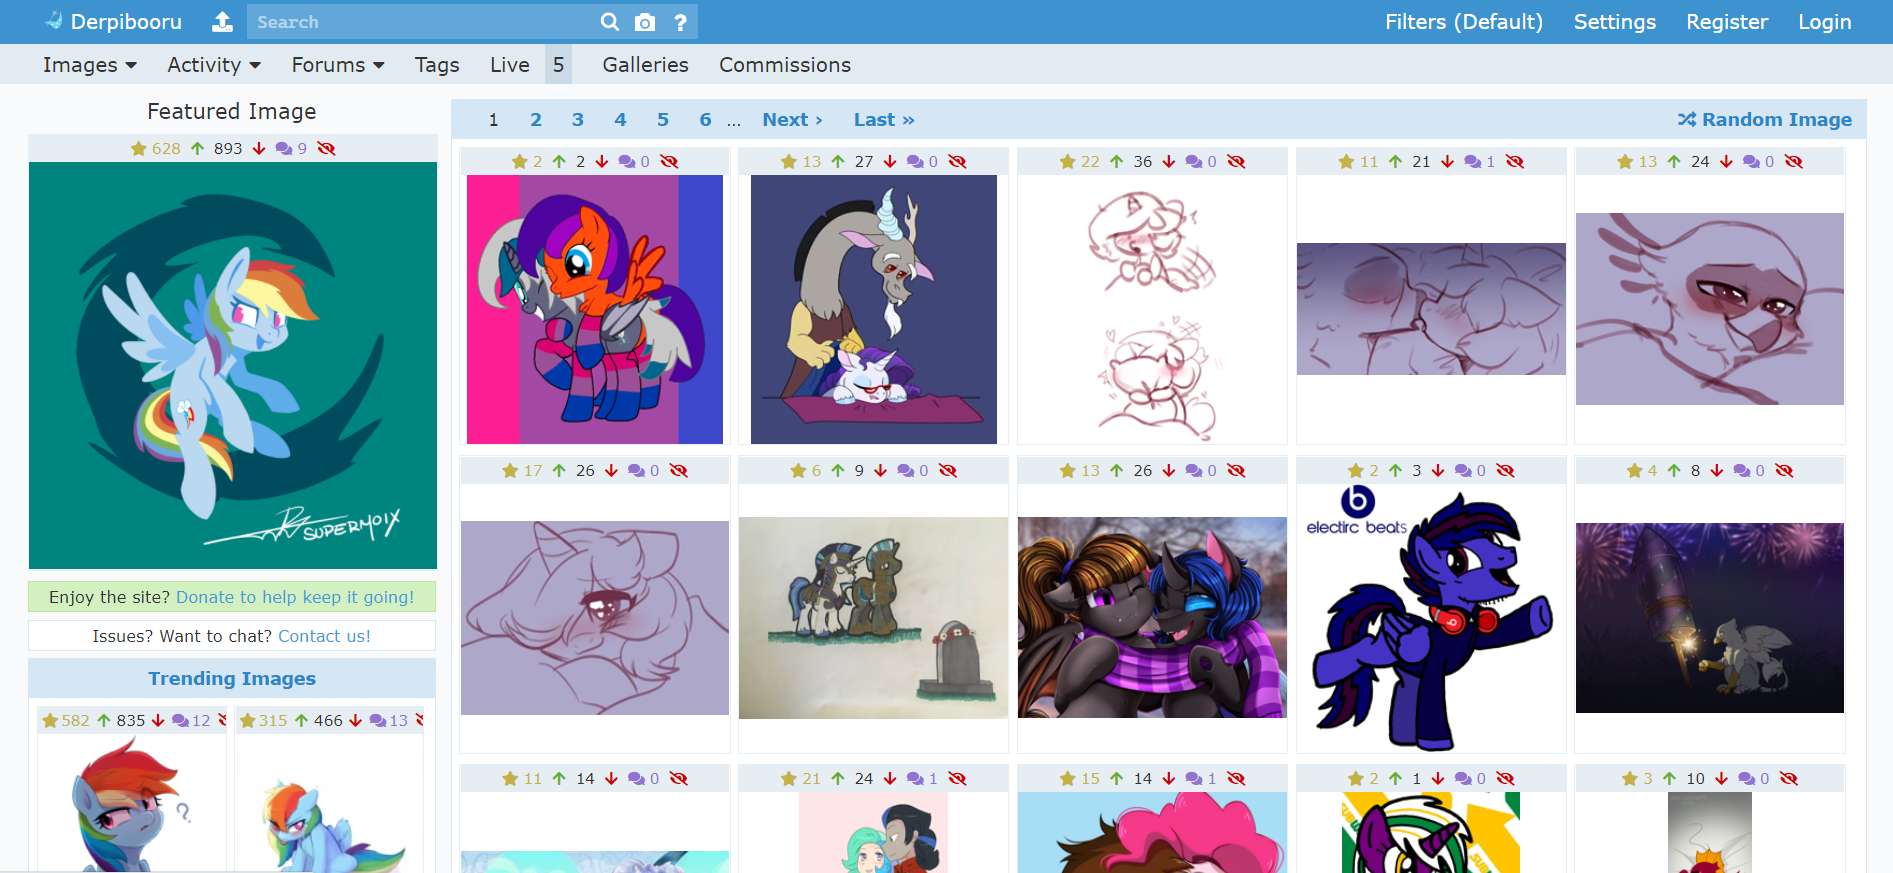 Derpibooru
Search
?
Filters (Default)
Settings
Register
Login
Images
Activity
Forums
Tags
Live
5
Galleries
Commissions
Featured Image
628 893 9
SUPERMOIX
Enjoy the site? Donate to help keep it going!
Issues? Want to chat? Contact us!
Trending Images
582 835 12
315 466 13
?
1 2 3 4 5 6 ... Next › Last »
Random Image
2 2 0
13 27 0
22 36 0
11 21 1
13 24 0
17 26 0
6 9 0
13 26 0
2 3 0
b
electirc beats
4 8 0
11 14 0
21 24 1
15 14 1
2 1 0
3 10 0